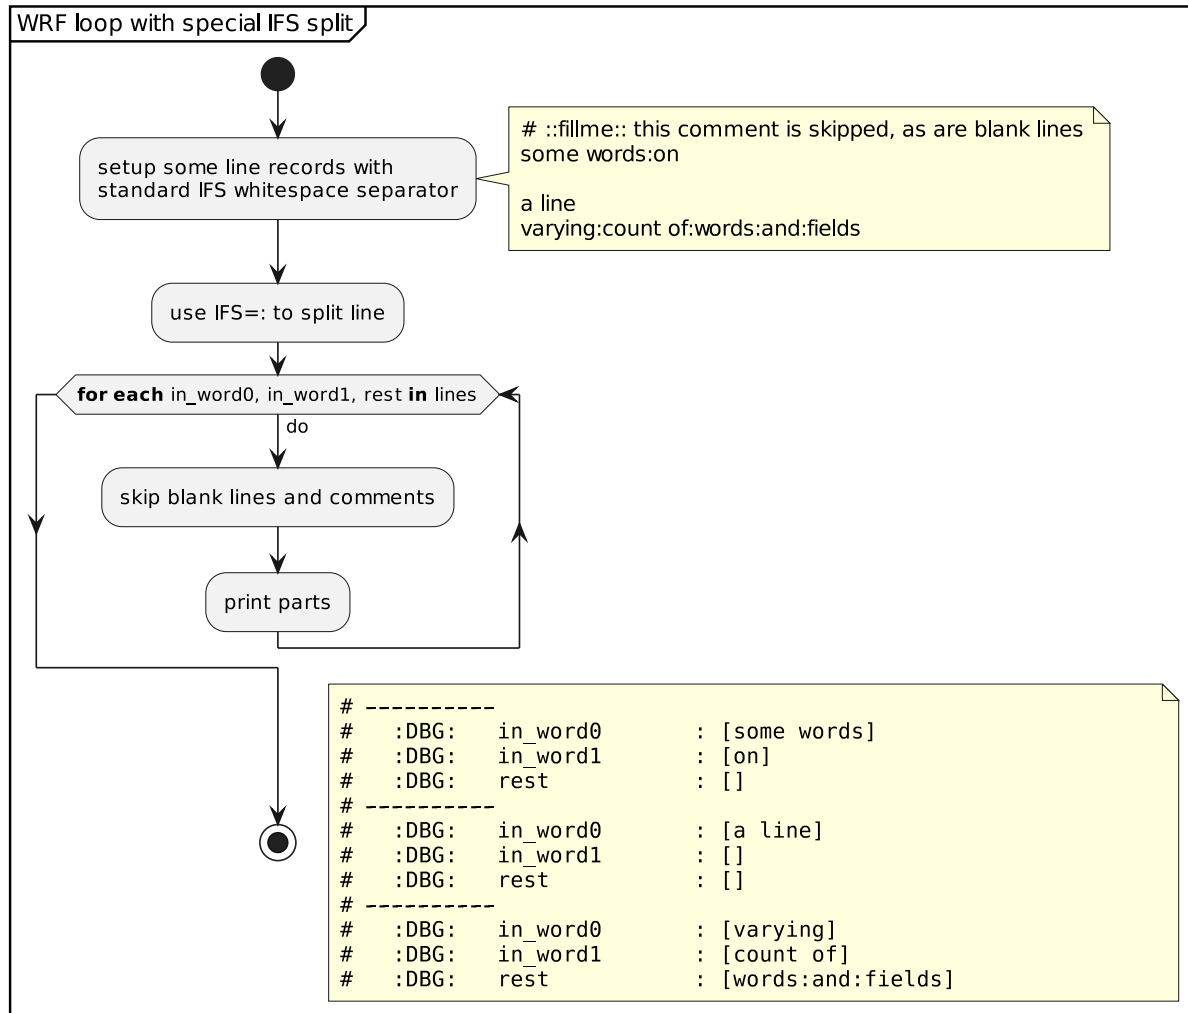 WRF loop with special IFS split
setup some line records with
standard IFS whitespace separator
# ::fillme:: this comment is skipped, as are blank lines
some words:on
a line
varying:count of:words:and:fields
use IFS=: to split line
for each in_word0, in_word1, rest in lines
do
skip blank lines and comments
print parts
# ----------
#   :DBG:   in_word0       : [some words]
#   :DBG:   in_word1       : [on]
#   :DBG:   rest           : []
# ----------
#   :DBG:   in_word0       : [a line]
#   :DBG:   in_word1       : []
#   :DBG:   rest           : []
# ----------
#   :DBG:   in_word0       : [varying]
#   :DBG:   in_word1       : [count of]
#   :DBG:   rest           : [words:and:fields]